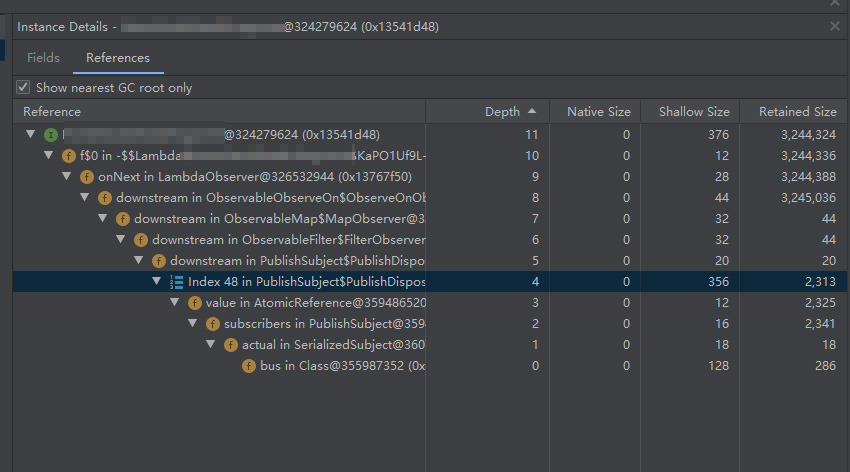 Instance Details - @324279624 (0x13541d48)
Fields References
Show nearest GC root only
Reference Depth Native Size Shallow Size Retained Size
@324279624 (0x13541d48) 11 0 376 3,244,324
f$0 in -$$Lambda $KaPO1Uf9L- 10 0 12 3,244,336
onNext in LambdaObserver@326532944 (0x13767f50) 9 0 28 3,244,388
downstream in ObservableObserveOn$ObserveOnOb 8 0 44 3,245,036
downstream in ObservableMap$MapObserver@3 7 0 32 44
downstream in ObservableFilter$FilterObserver 6 0 32 44
downstream in PublishSubject$PublishDispo 5 0 20 20
Index 48 in PublishSubject$PublishDispo 4 0 356 2,313
value in AtomicReference@359486520 3 0 12 2,325
subscribers in PublishSubject@359 2 0 16 2,341
actual in SerializedSubject@360 1 0 18 18
bus in Class@355987352 (0x 0 0 128 286